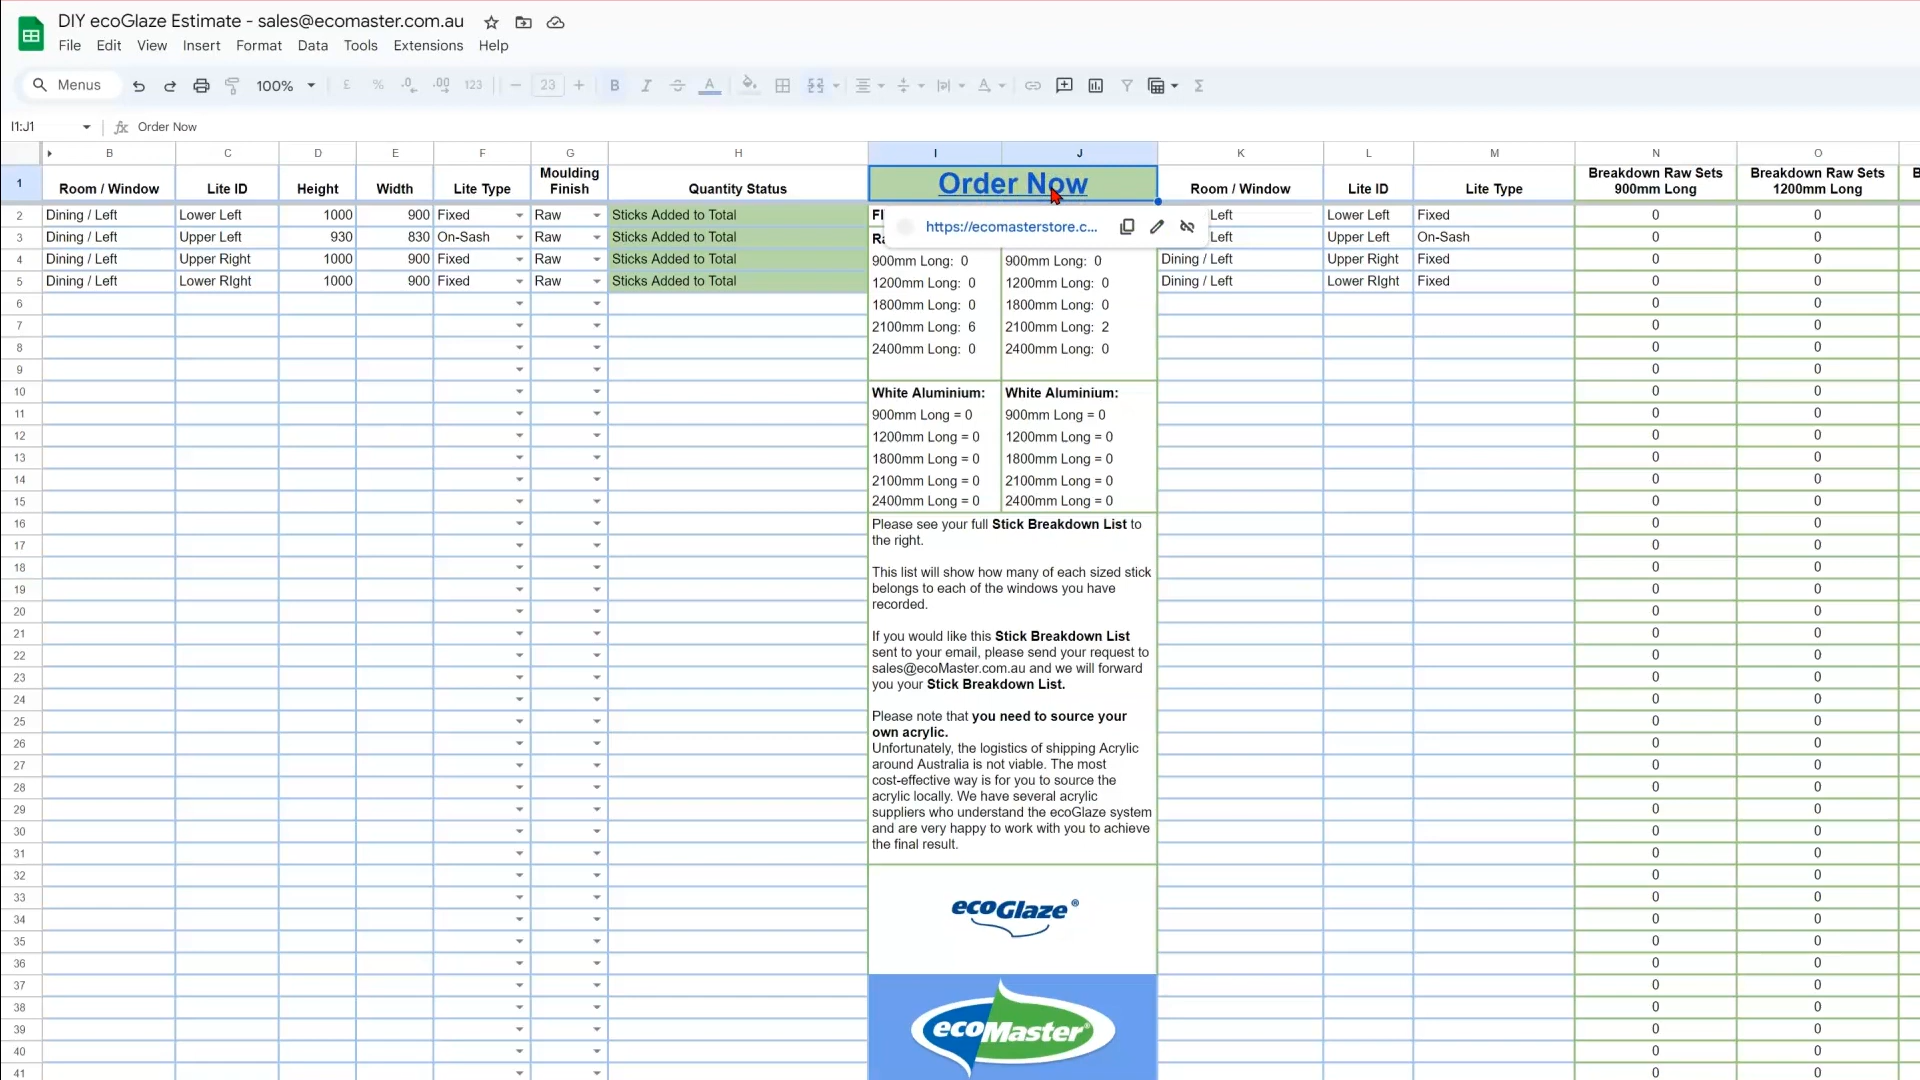 DIY ecoGlaze Estimate - sales@ecomaster.com.au
File Edit View Insert Format Data Tools Extensions Help
Menus 100% £ % .0 .00 123 23 B I A
I1:J1 fx Order Now
B C D E F G H I J K L M N O
1 Room / Window Lite ID Height Width Lite Type Moulding Finish Quantity Status Order Now Room / Window Lite ID Lite Type Breakdown Raw Sets 900mm Long Breakdown Raw Sets 1200mm Long
2 Dining / Left Lower Left 1000 900 Fixed Raw Sticks Added to Total Left Lower Left Fixed 0 0
https://ecomasterstore.c...
3 Dining / Left Upper Left 930 830 On-Sash Raw Sticks Added to Total Left Upper Left On-Sash 0 0
4 Dining / Left Upper Right 1000 900 Fixed Raw Sticks Added to Total 900mm Long: 0 900mm Long: 0 Dining / Left Upper Right Fixed 0 0
5 Dining / Left Lower RIght 1000 900 Fixed Raw Sticks Added to Total 1200mm Long: 0 1200mm Long: 0 Dining / Left Lower RIght Fixed 0 0
6 1800mm Long: 0 1800mm Long: 0 0 0
7 2100mm Long: 6 2100mm Long: 2 0 0
8 2400mm Long: 0 2400mm Long: 0 0 0
9 0 0
10 White Aluminium: White Aluminium: 0 0
11 900mm Long = 0 900mm Long = 0 0 0
12 1200mm Long = 0 1200mm Long = 0 0 0
13 1800mm Long = 0 1800mm Long = 0 0 0
14 2100mm Long = 0 2100mm Long = 0 0 0
15 2400mm Long = 0 2400mm Long = 0 0 0
16 Please see your full Stick Breakdown List to 0 0
17 the right. 0 0
18 This list will show how many of each sized stick 0 0
19 belongs to each of the windows you have 0 0
20 recorded. 0 0
21 If you would like this Stick Breakdown List 0 0
22 sent to your email, please send your request to 0 0
23 sales@ecoMaster.com.au and we will forward 0 0
you your Stick Breakdown List.
24 0 0
25 Please note that you need to source your 0 0
26 own acrylic. 0 0
Unfortunately, the logistics of shipping Acrylic
27 around Australia is not viable. The most 0 0
28 cost-effective way is for you to source the 0 0
29 acrylic locally. We have several acrylic 0 0
suppliers who understand the ecoGlaze system
30 and are very happy to work with you to achieve 0 0
31 the final result. 0 0
32 0 0
33 0 0
34 ecoGlaze® 0 0
35 0 0
36 0 0
37 0 0
38 0 0
39 ecoMaster® 0 0
40 0 0
41 0 0